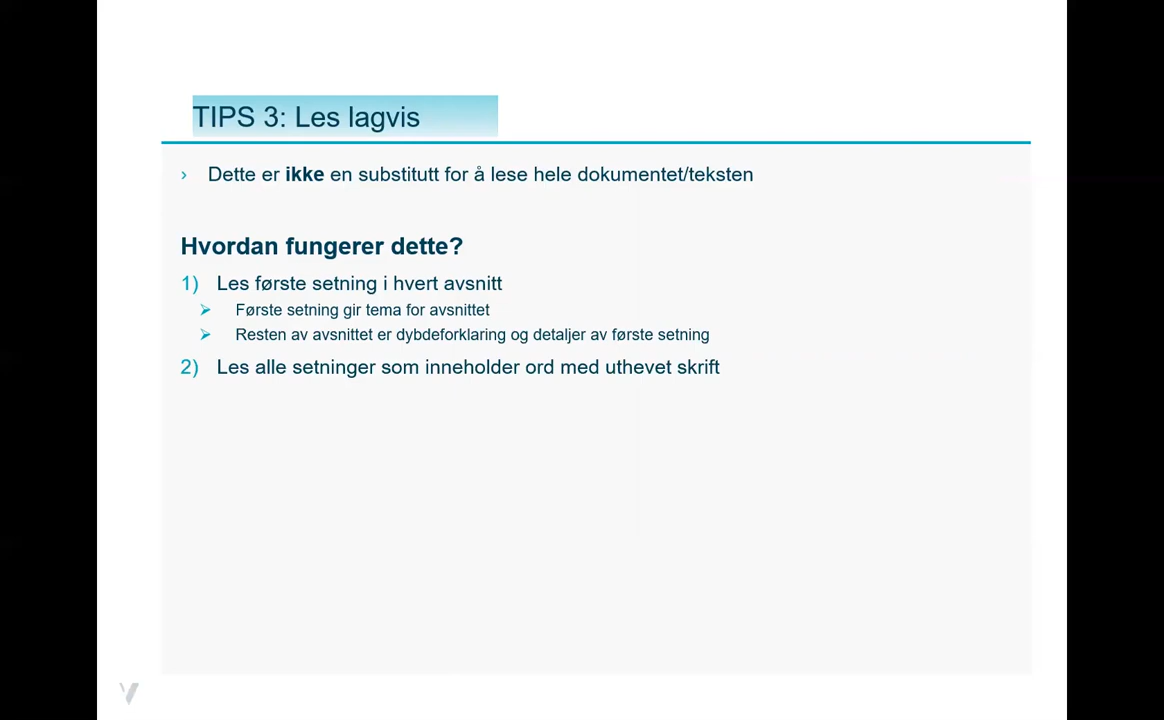 TIPS 3: Les lagvis
› Dette er ikke en substitutt for å lese hele dokumentet/teksten
Hvordan fungerer dette?
1) Les første setning i hvert avsnitt
➢ Første setning gir tema for avsnittet
➢ Resten av avsnittet er dybdeforklaring og detaljer av første setning
2) Les alle setninger som inneholder ord med uthevet skrift